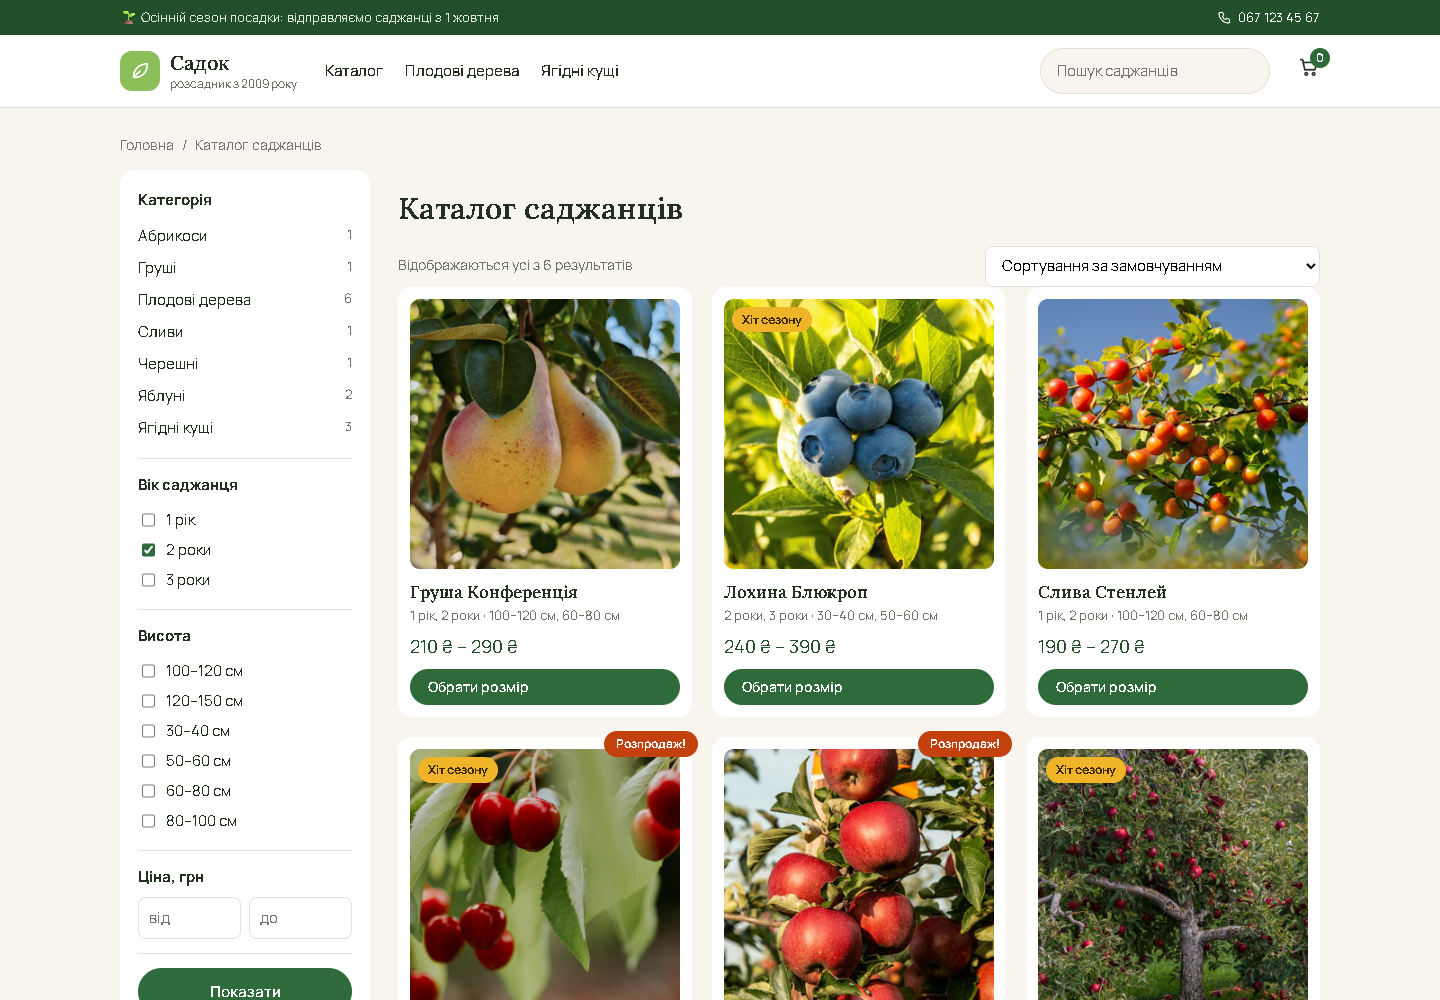 🌱 Осінній сезон посадки: відправляємо саджанці з 1 жовтня
067 123 45 67
Садок
розсадник з 2009 року
Каталог
Плодові дерева
Ягідні кущі
Пошук саджанців
0
Головна / Каталог саджанців
Категорія
Абрикоси 1
Груші 1
Плодові дерева 6
Сливи 1
Черешні 1
Яблуні 2
Ягідні кущі 3
Вік саджанця
1 рік
2 роки
3 роки
Висота
100–120 см
120–150 см
30–40 см
50–60 см
60–80 см
80–100 см
Ціна, грн
від
до
Показати
Каталог саджанців
Відображаються усі з 6 результатів
Сортування за замовчуванням
Груша Конференція
1 рік, 2 роки · 100–120 см, 60–80 см
210 ₴ – 290 ₴
Обрати розмір
Хіт сезону
Лохина Блюкроп
2 роки, 3 роки · 30–40 см, 50–60 см
240 ₴ – 390 ₴
Обрати розмір
Слива Стенлей
1 рік, 2 роки · 100–120 см, 60–80 см
190 ₴ – 270 ₴
Обрати розмір
Розпродаж!
Хіт сезону
Розпродаж!
Хіт сезону